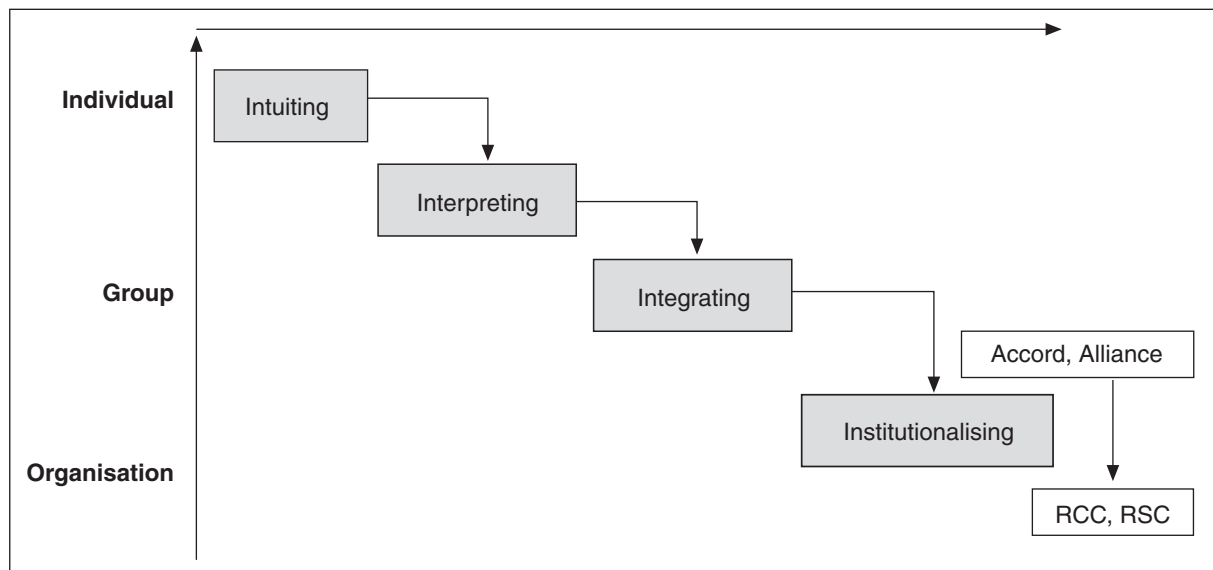 Individual
Intuiting
Interpreting
Group
Integrating
Accord, Alliance
Institutionalising
Organisation
RCC, RSC